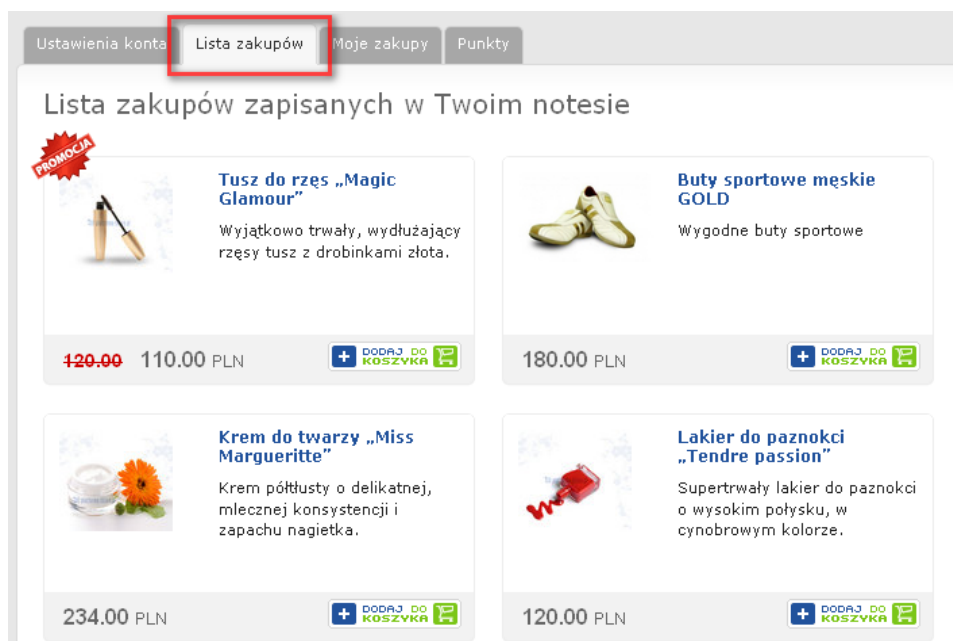 Ustawienia konta
Lista zakupów
Moje zakupy
Punkty
Lista zakupów zapisanych w Twoim notesie
PROMOCJA
Tusz do rzęs „Magic
Glamour”
Wyjątkowo trwały, wydłużający
rzęsy tusz z drobinkami złota.
120.00 110.00 PLN
DODAJ DO
KOSZYKA
Buty sportowe męskie
GOLD
Wygodne buty sportowe
180.00 PLN
DODAJ DO
KOSZYKA
Krem do twarzy „Miss
Margueritte”
Krem półtłusty o delikatnej,
mlecznej konsystencji i
zapachu nagietka.
234.00 PLN
DODAJ DO
KOSZYKA
Lakier do paznokci
„Tendre passion”
Supertrwały lakier do paznokci
o wysokim połysku, w
cynobrowym kolorze.
120.00 PLN
DODAJ DO
KOSZYKA